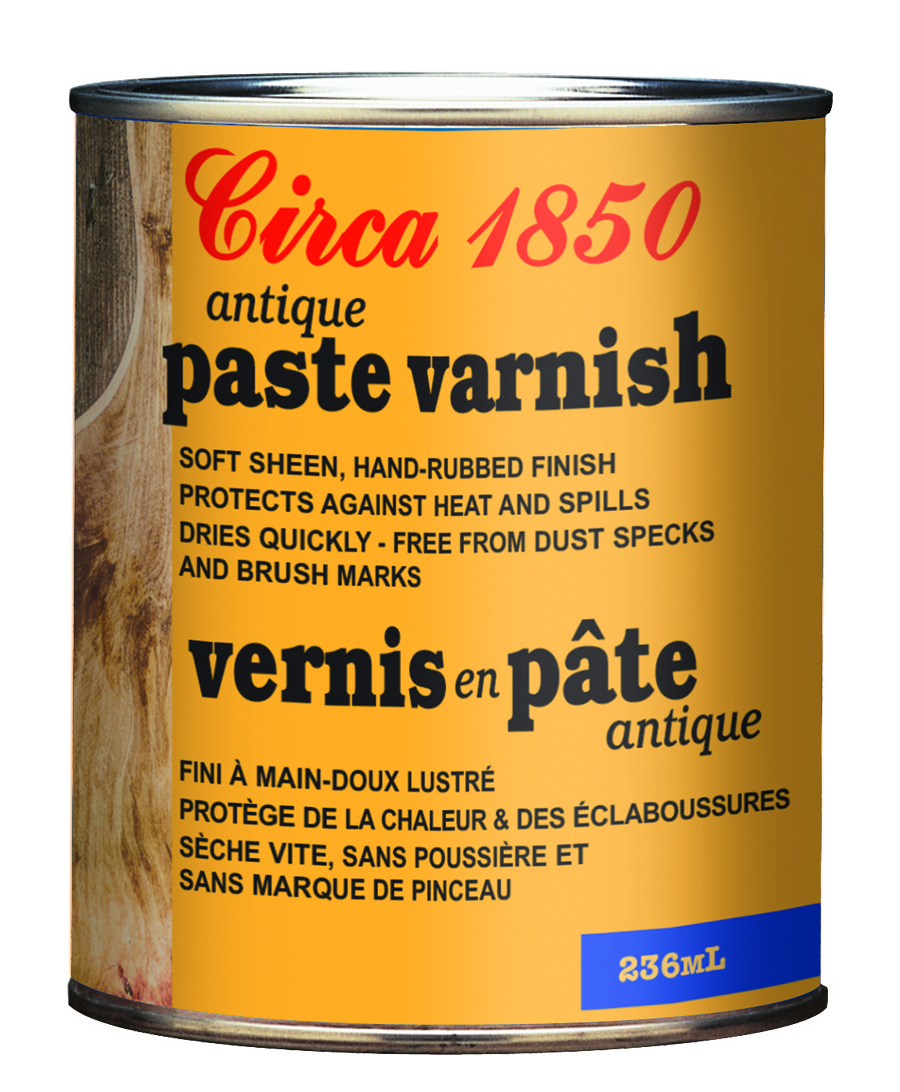 Circa 1850
antique
paste varnish
SOFT SHEEN, HAND-RUBBED FINISH
PROTECTS AGAINST HEAT AND SPILLS
DRIES QUICKLY - FREE FROM DUST SPECKS
AND BRUSH MARKS
vernis en pâte
antique
FINI À MAIN-DOUX LUSTRÉ
PROTÈGE DE LA CHALEUR & DES ÉCLABOUSSURES
SÈCHE VITE, SANS POUSSIÈRE ET
SANS MARQUE DE PINCEAU
236mL